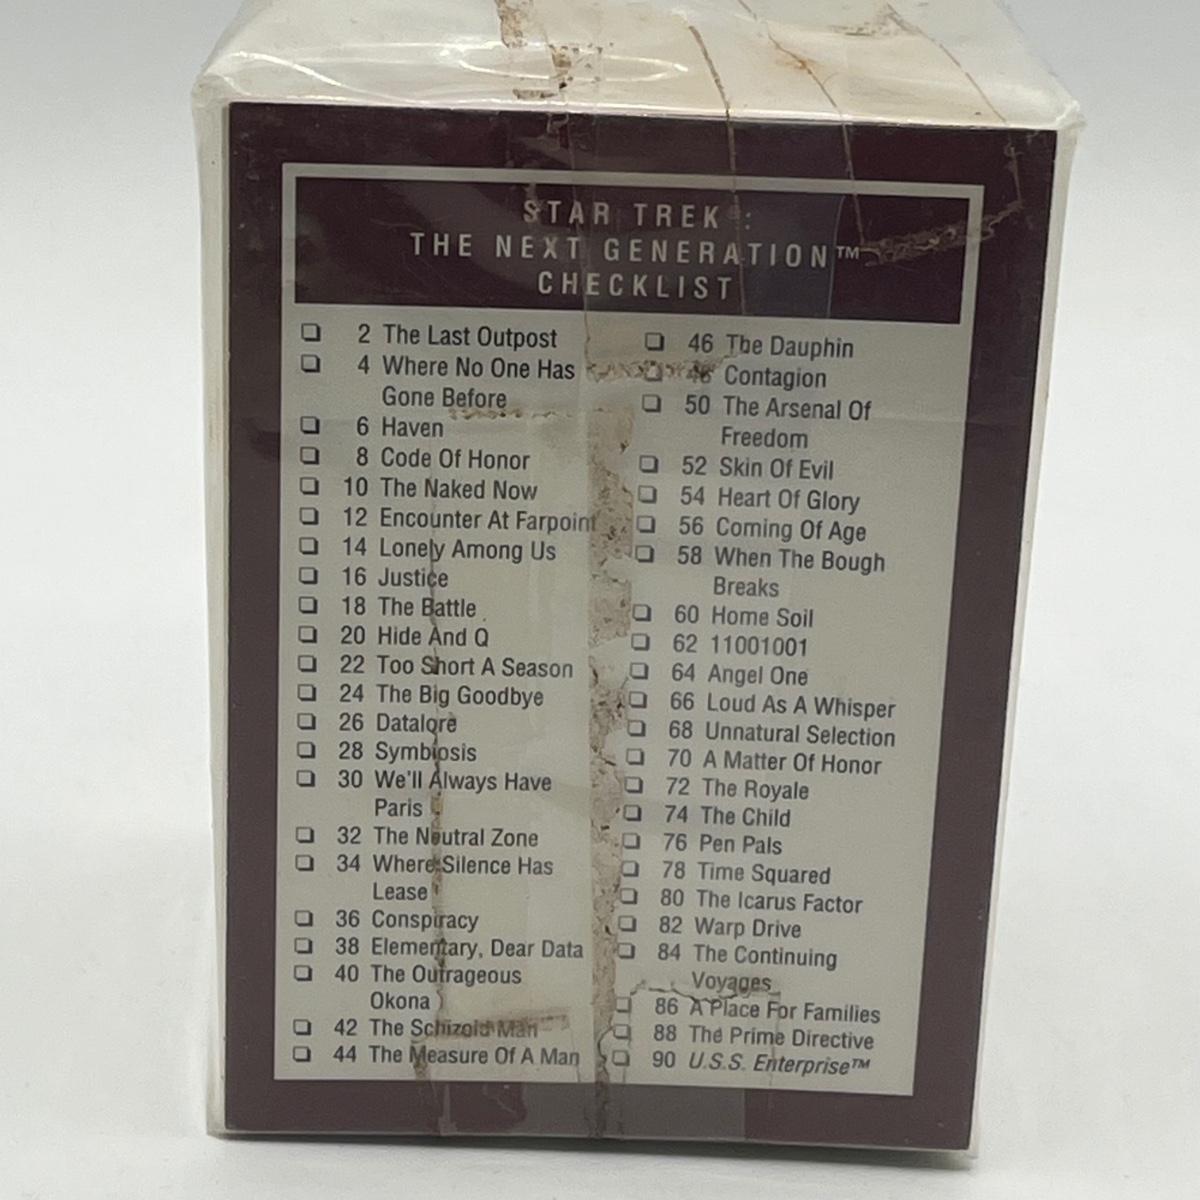 STAR TREK :
THE NEXT GENERATION™
CHECKLIST
2 The Last Outpost
4 Where No One Has
Gone Before
6 Haven
8 Code Of Honor
10 The Naked Now
12 Encounter At Farpoint
14 Lonely Among Us
16 Justice
18 The Battle
20 Hide And Q
22 Too Short A Season
24 The Big Goodbye
26 Datalore
28 Symbiosis
30 We'll Always Have
Paris
32 The Neutral Zone
34 Where Silence Has
Lease
36 Conspiracy
38 Elementary, Dear Data
40 The Outrageous
Okona
42 The Schizoid Man
44 The Measure Of A Man
46 The Dauphin
48 Contagion
50 The Arsenal Of
Freedom
52 Skin Of Evil
54 Heart Of Glory
56 Coming Of Age
58 When The Bough
Breaks
60 Home Soil
62 11001001
64 Angel One
66 Loud As A Whisper
68 Unnatural Selection
70 A Matter Of Honor
72 The Royale
74 The Child
76 Pen Pals
78 Time Squared
80 The Icarus Factor
82 Warp Drive
84 The Continuing
Voyages
86 A Place For Families
88 The Prime Directive
90 U.S.S. Enterprise™